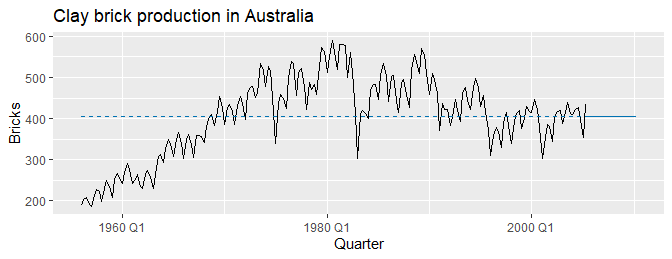 Clay brick production in Australia
600
500
400
300
200
Bricks
1960 Q1
1980 Q1
2000 Q1
Quarter